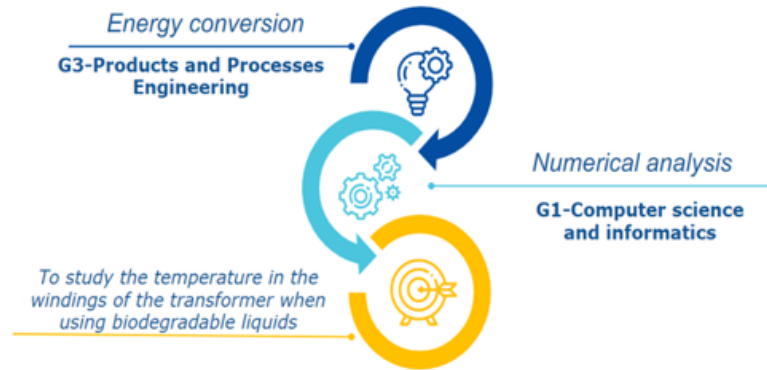 Energy conversion
G3-Products and Processes
Engineering
Numerical analysis
G1-Computer science
and informatics
To study the temperature in the
windings of the transformer when
using biodegradable liquids